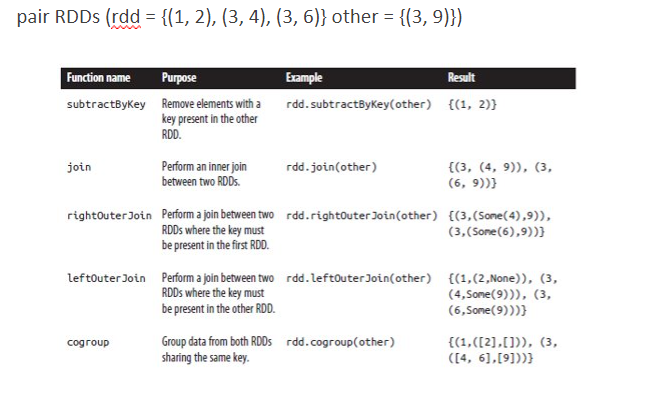 pair RDDs (rdd = {(1, 2), (3, 4), (3, 6)} other = {(3, 9)})
Function name Purpose Example Result
subtractByKey Remove elements with a rdd.subtractByKey(other) {(1, 2)}
key present in the other
RDD.
join Perform an inner join rdd.join(other) {(3, (4, 9)), (3,
between two RDDs. (6, 9))}
rightOuterJoin Perform a join between two rdd.rightOuterJoin(other) {(3,(Some(4),9)),
RDDs where the key must (3,(Some(6),9))}
be present in the first RDD.
leftOuterJoin Perform a join between two rdd.leftOuterJoin(other) {(1,(2,None)), (3,
RDDs where the key must (4,Some(9))), (3,
be present in the other RDD. (6,Some(9)))}
cogroup Group data from both RDDs rdd.cogroup(other) {(1,([2],[])), (3,
sharing the same key. ([4, 6],[9]))}